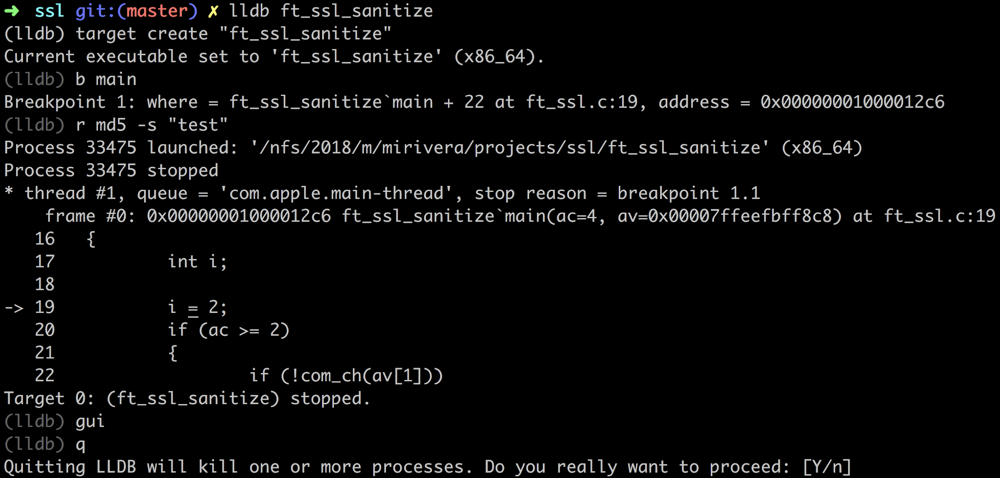 ➜  ssl git:(master) ✗ lldb ft_ssl_sanitize
(lldb) target create "ft_ssl_sanitize"
Current executable set to 'ft_ssl_sanitize' (x86_64).
(lldb) b main
Breakpoint 1: where = ft_ssl_sanitize`main + 22 at ft_ssl.c:19, address = 0x00000001000012c6
(lldb) r md5 -s "test"
Process 33475 launched: '/nfs/2018/m/mirivera/projects/ssl/ft_ssl_sanitize' (x86_64)
Process 33475 stopped
* thread #1, queue = 'com.apple.main-thread', stop reason = breakpoint 1.1
    frame #0: 0x00000001000012c6 ft_ssl_sanitize`main(ac=4, av=0x00007ffeefbff8c8) at ft_ssl.c:19
   16   {
   17           int i;
   18
-> 19           i = 2;
   20           if (ac >= 2)
   21           {
   22                   if (!com_ch(av[1]))
Target 0: (ft_ssl_sanitize) stopped.
(lldb) gui
(lldb) q
Quitting LLDB will kill one or more processes. Do you really want to proceed: [Y/n]